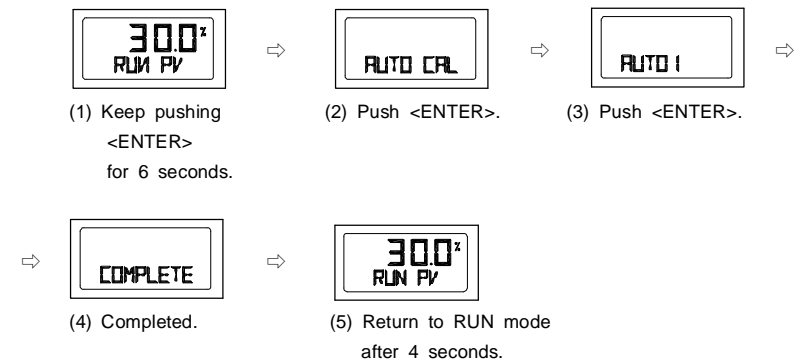 30.0%
RUN PV
(1) Keep pushing
<ENTER>
for 6 seconds.
AUTO CAL
(2) Push <ENTER>.
AUTO 1
(3) Push <ENTER>.
COMPLETE
(4) Completed.
30.0%
RUN PV
(5) Return to RUN mode
after 4 seconds.